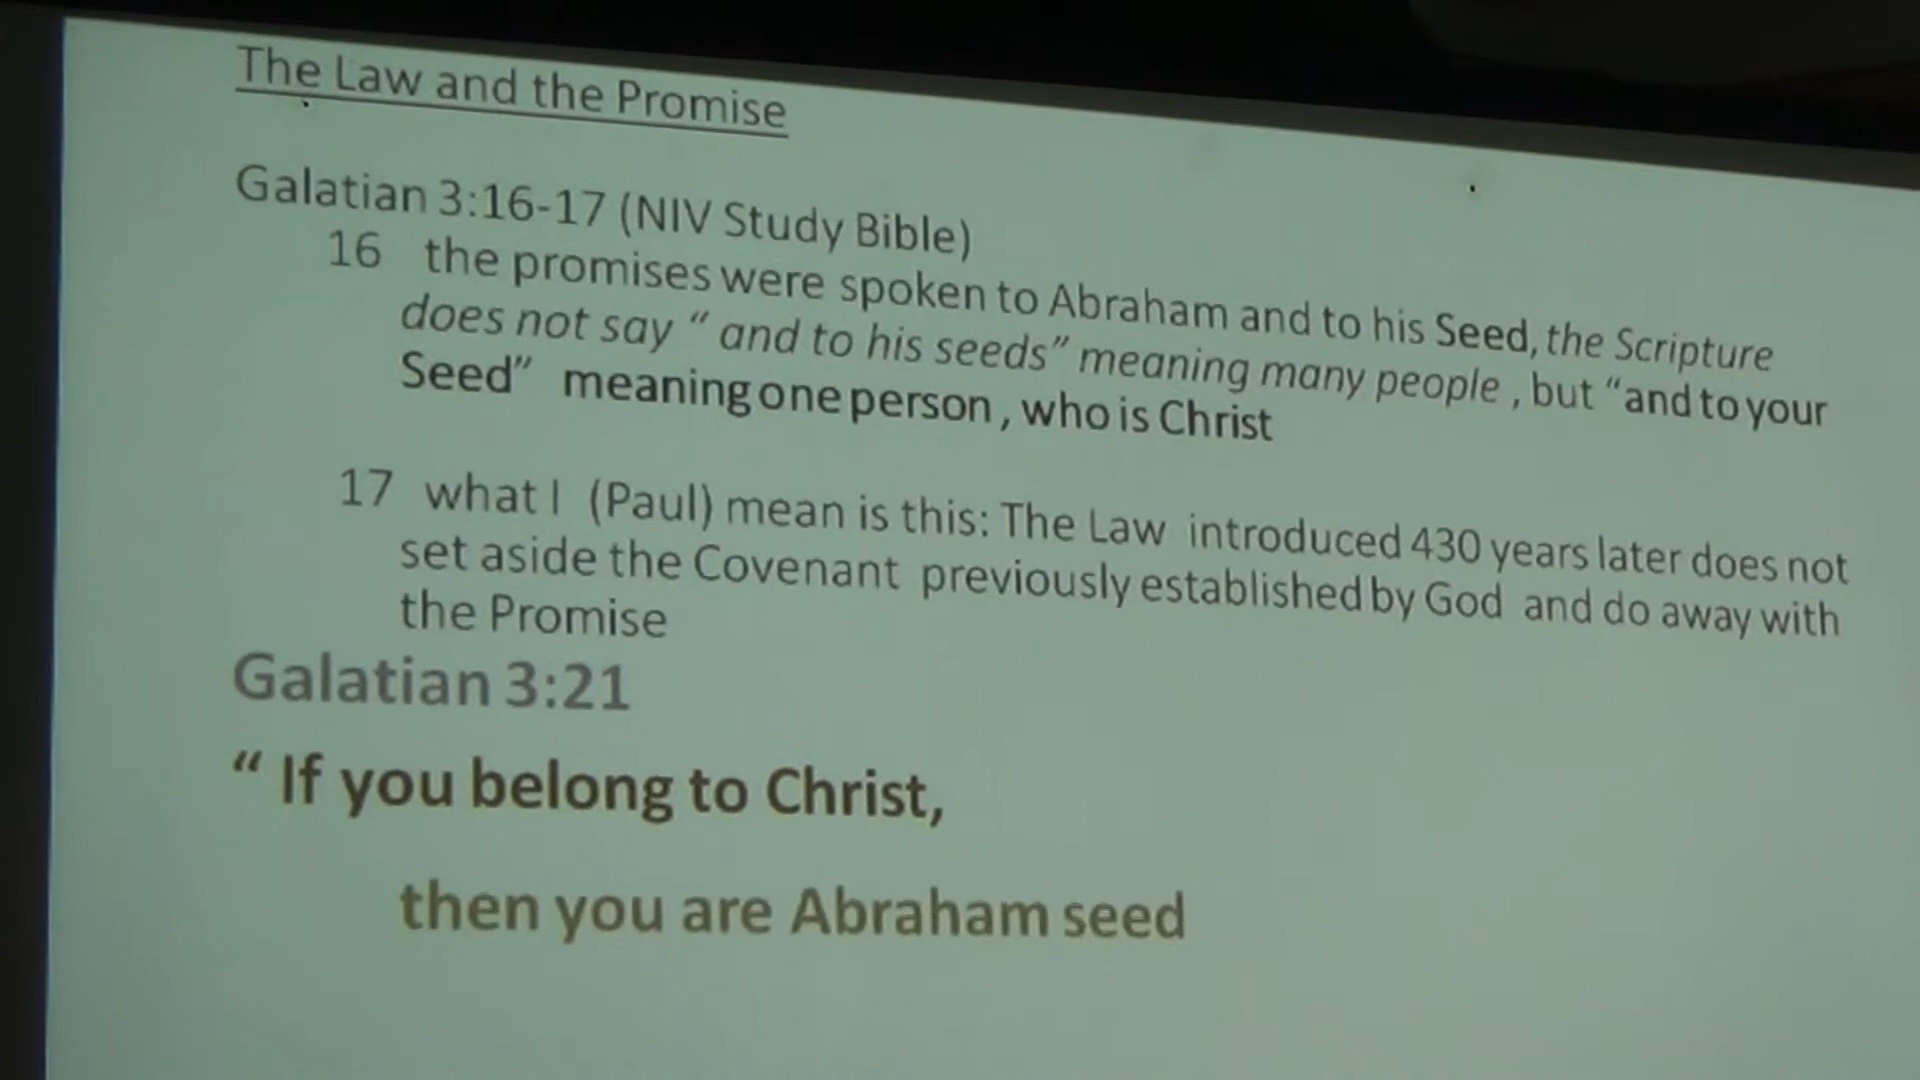 The Law and the Promise
Galatian 3:16-17 (NIV Study Bible)
16 the promises were spoken to Abraham and to his Seed, the Scripture
does not say “ and to his seeds” meaning many people , but “and to your
Seed” meaning one person , who is Christ
17 what I (Paul) mean is this: The Law introduced 430 years later does not
set aside the Covenant previously established by God and do away with
the Promise
Galatian 3:21
“ If you belong to Christ,
then you are Abraham seed